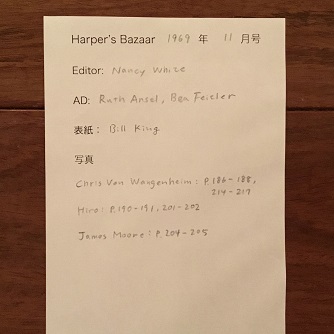 Harper's Bazaar 1969 年 11 月号
Editor: Nancy White
AD: Ruth Ansel, Bea Feitler
表紙: Bill King
写真
Chris Von Wangenheim: P.186-188,
214-217
Hiro: P.190-191, 201-202
James Moore: P.204-205